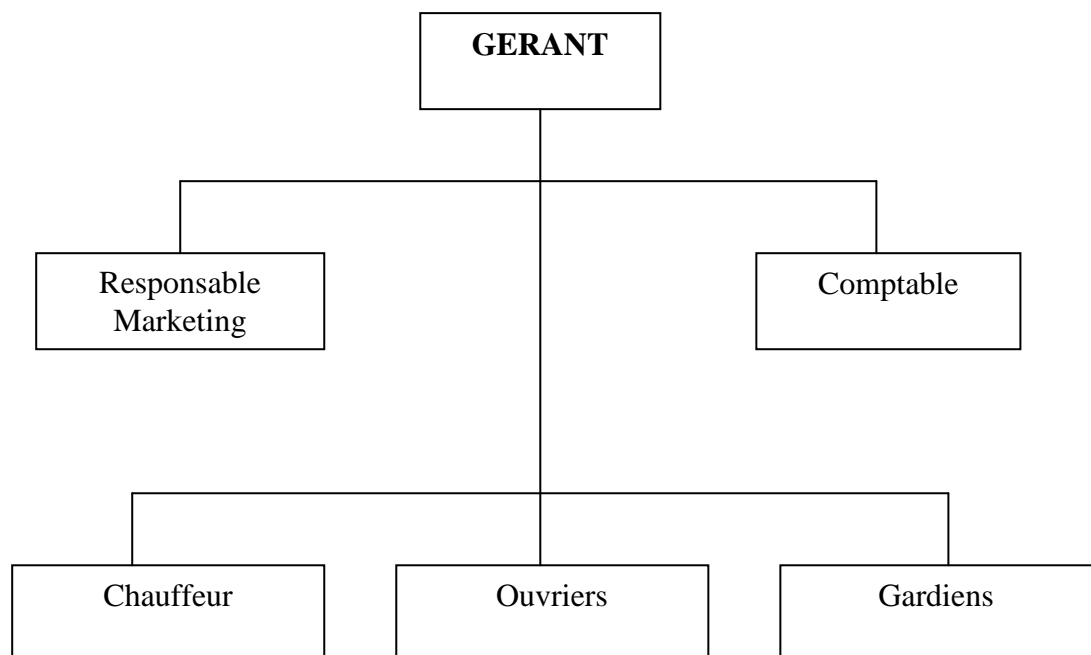 GERANT
Responsable
Marketing
Comptable
Chauffeur
Ouvriers
Gardiens